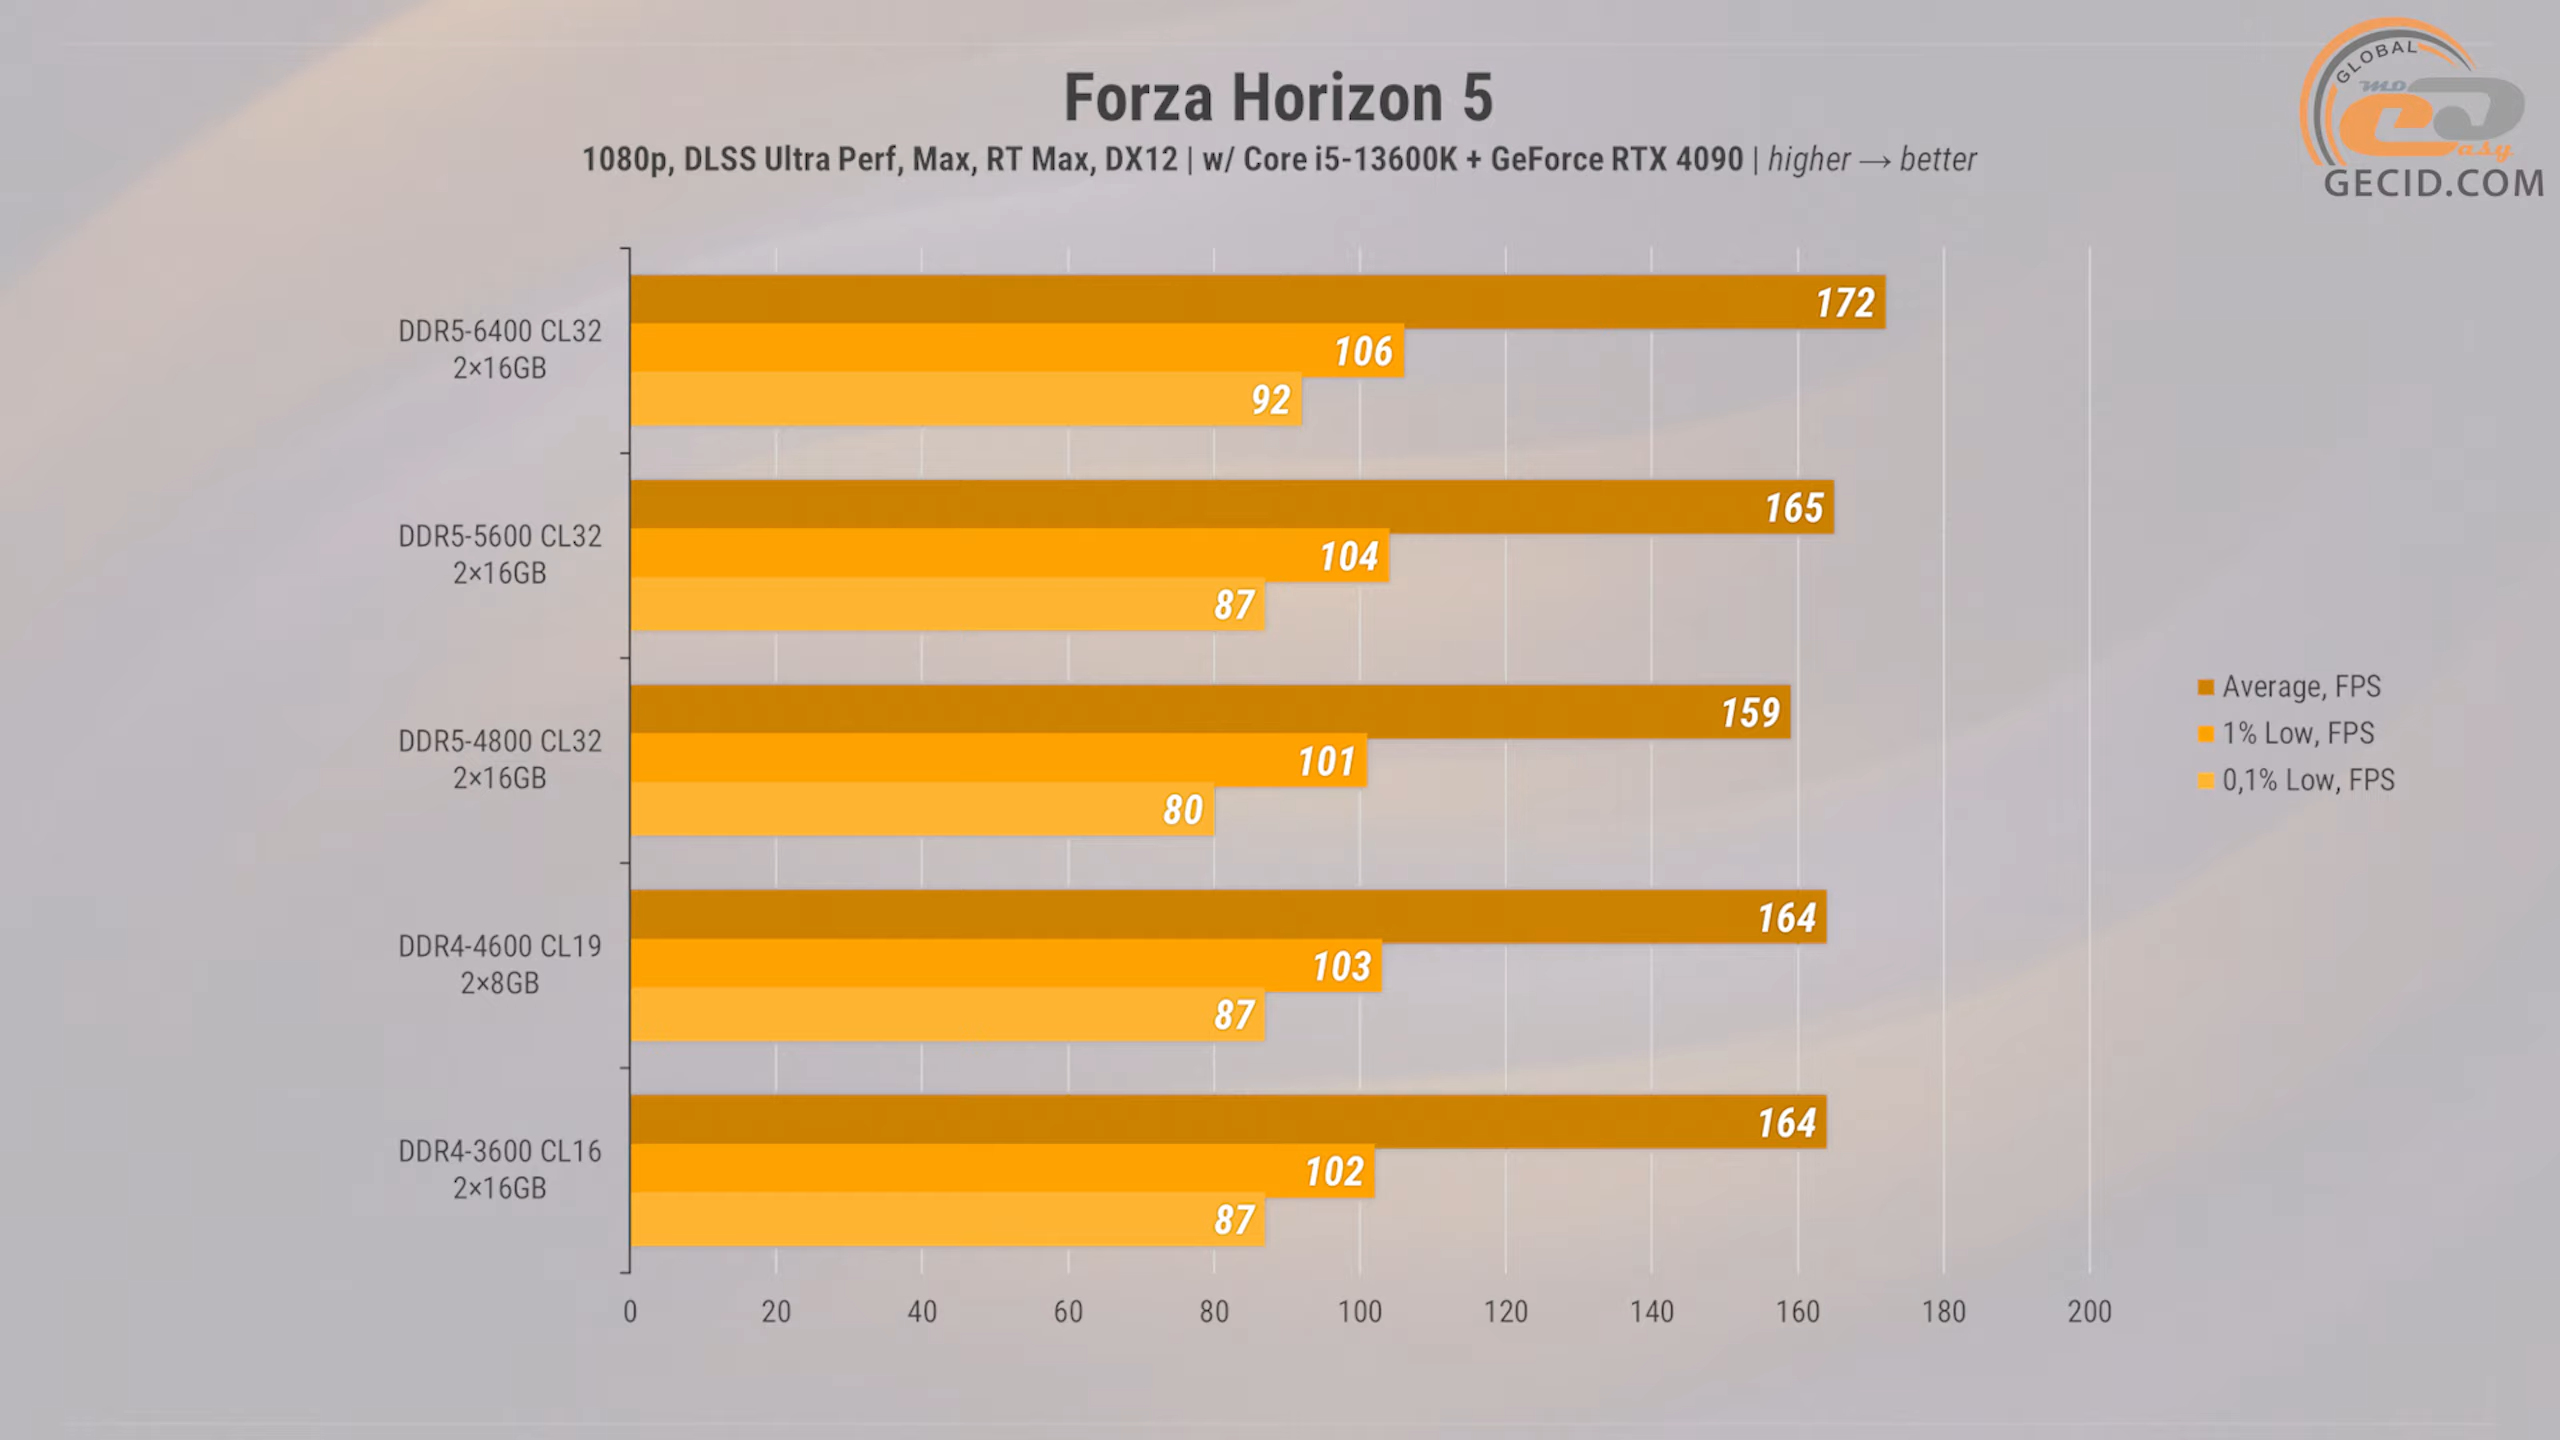 GLOBAL
mo
easy
GECID.COM
Forza Horizon 5
1080p, DLSS Ultra Perf, Max, RT Max, DX12 | w/ Core i5-13600K + GeForce RTX 4090 | higher → better
DDR5-6400 CL32
2×16GB
172
106
92
DDR5-5600 CL32
2×16GB
165
104
87
DDR5-4800 CL32
2×16GB
159
101
80
DDR4-4600 CL19
2×8GB
164
103
87
DDR4-3600 CL16
2×16GB
164
102
87
0 20 40 60 80 100 120 140 160 180 200
Average, FPS
1% Low, FPS
0,1% Low, FPS